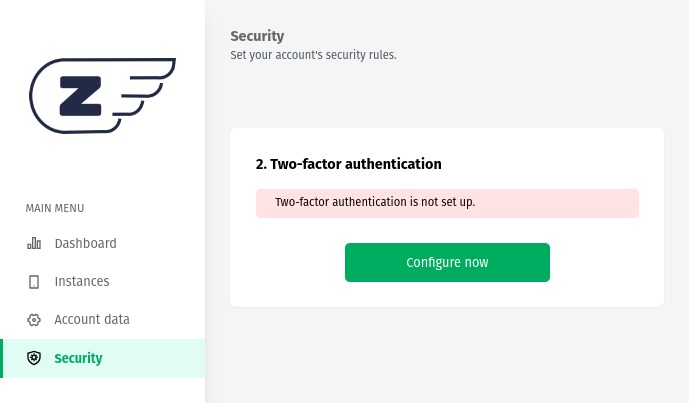 Security
Set your account's security rules.
Z
MAIN MENU
Dashboard
Instances
Account data
Security
2. Two-factor authentication
Two-factor authentication is not set up.
Configure now